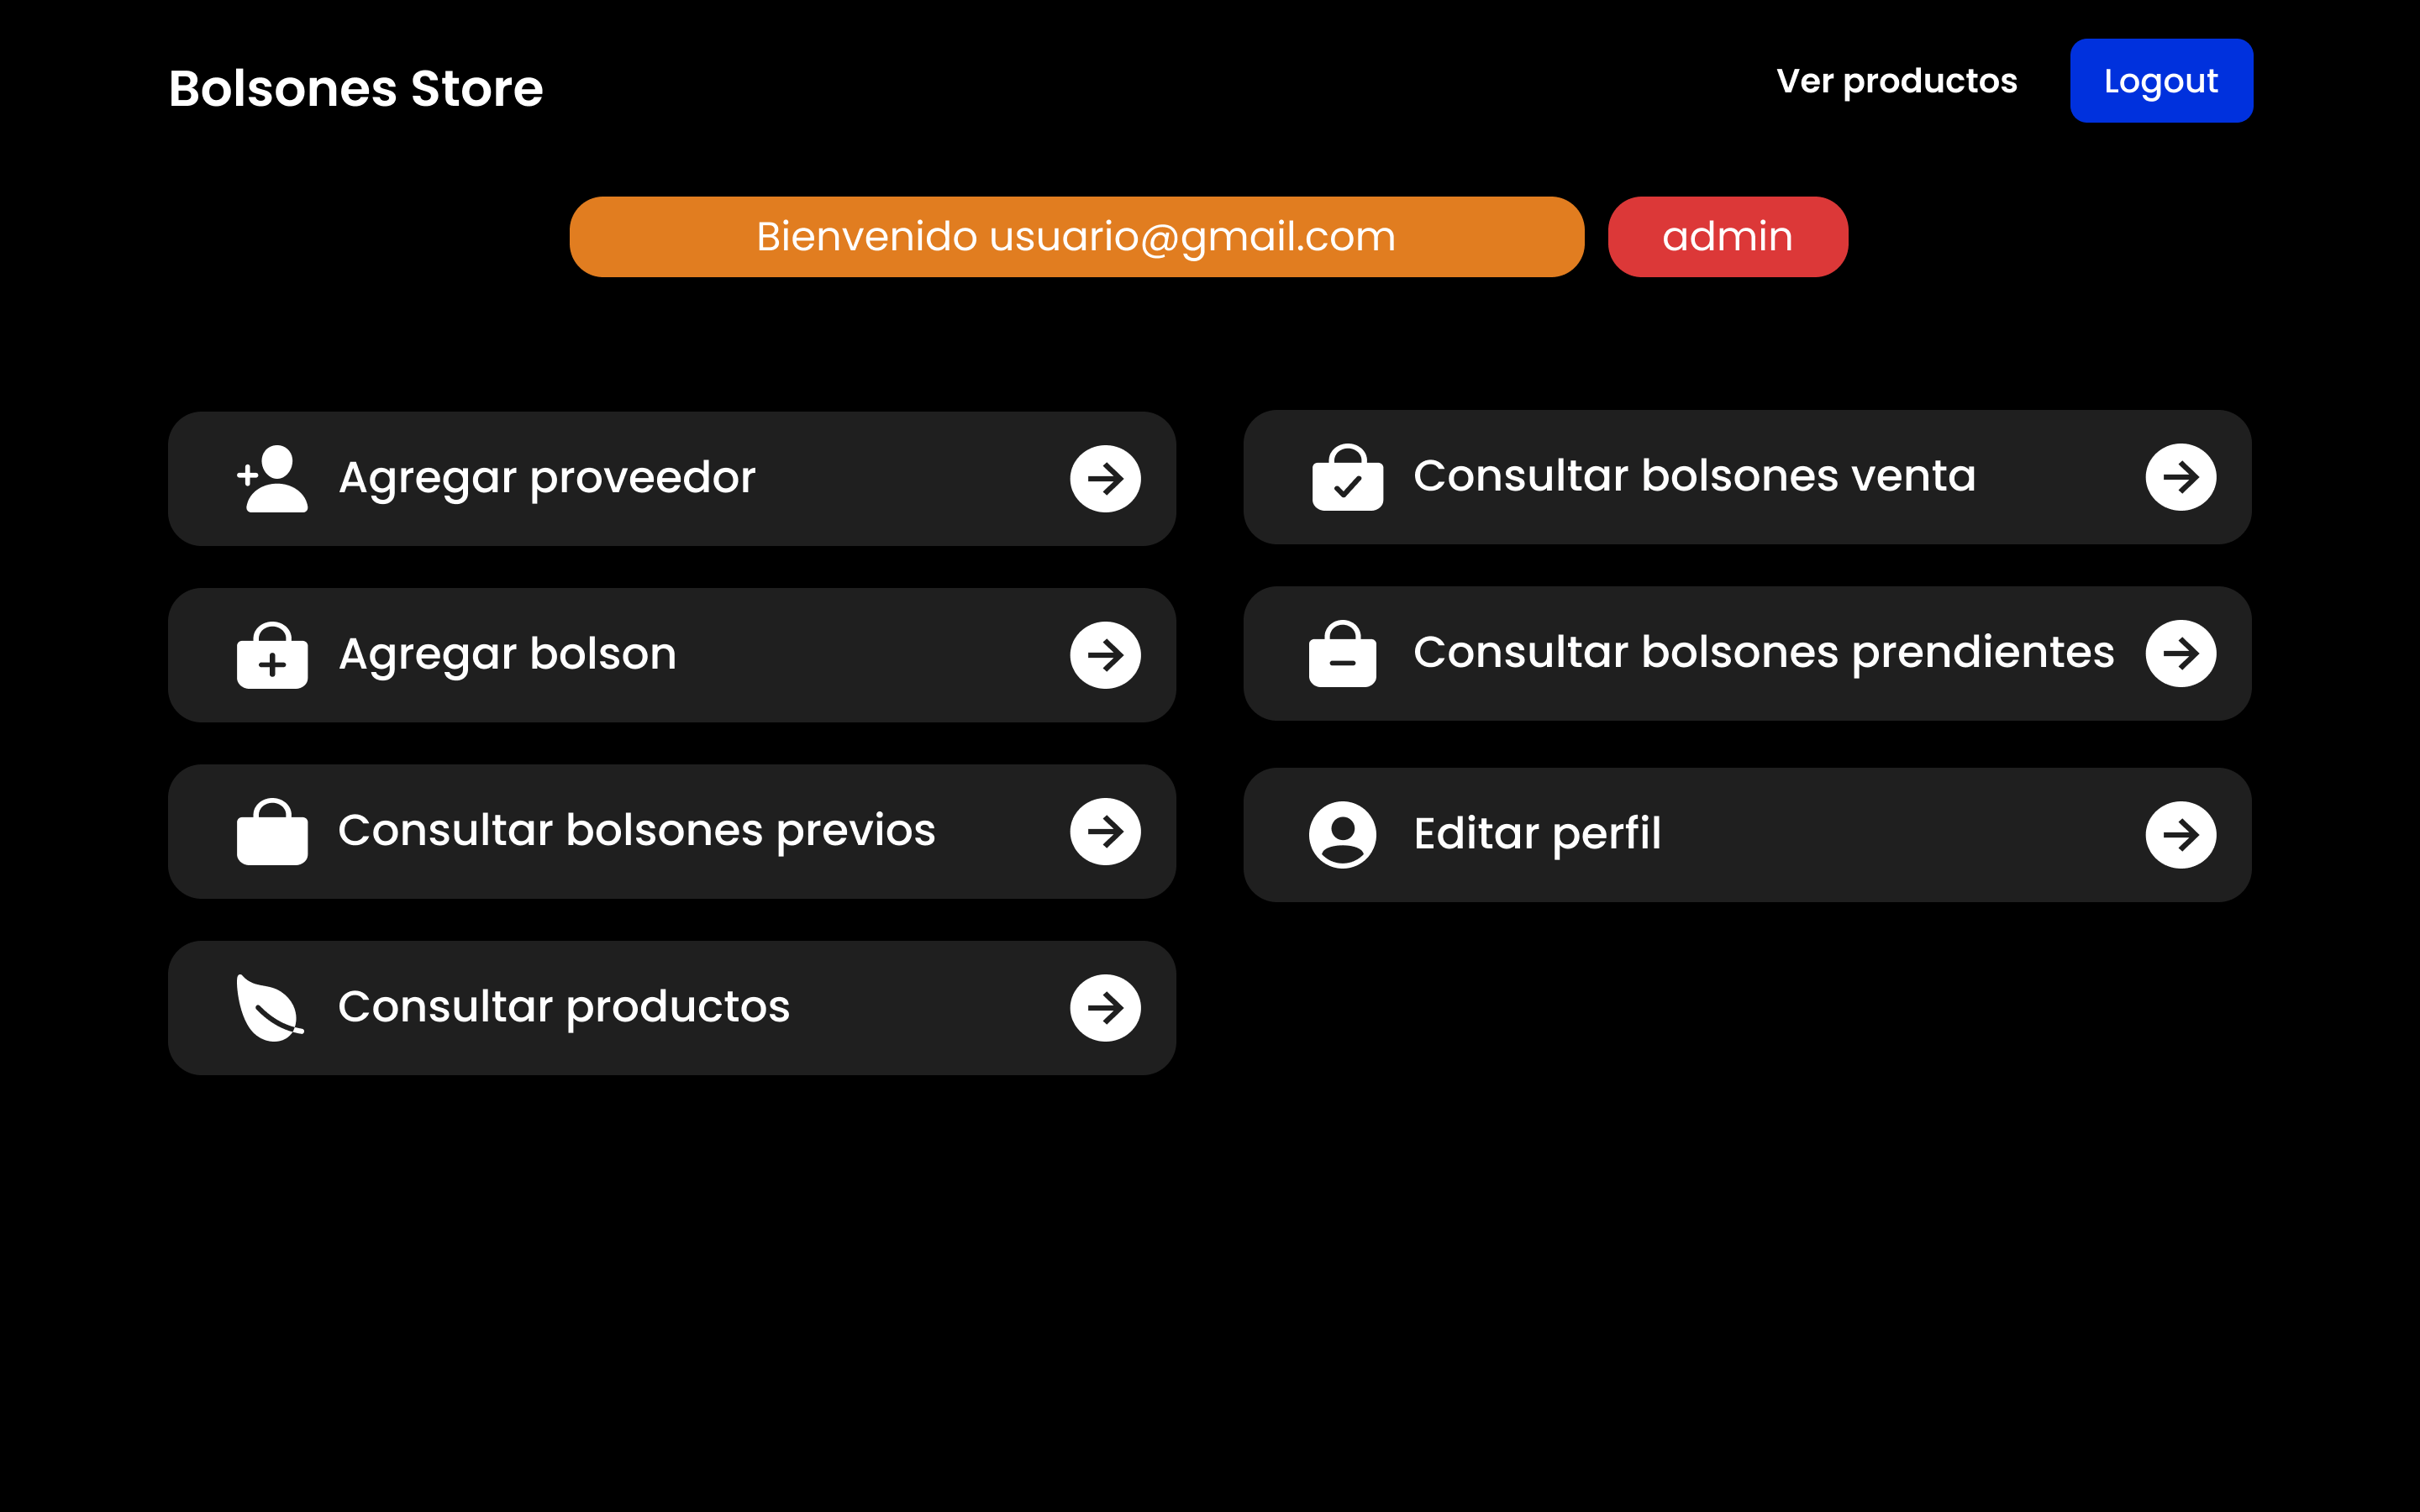 Bolsones Store
Ver productos
Logout
Bienvenido usuario@gmail.com
admin
Agregar proveedor
Agregar bolson
Consultar bolsones previos
Consultar productos
Consultar bolsones venta
Consultar bolsones prendientes
Editar perfil